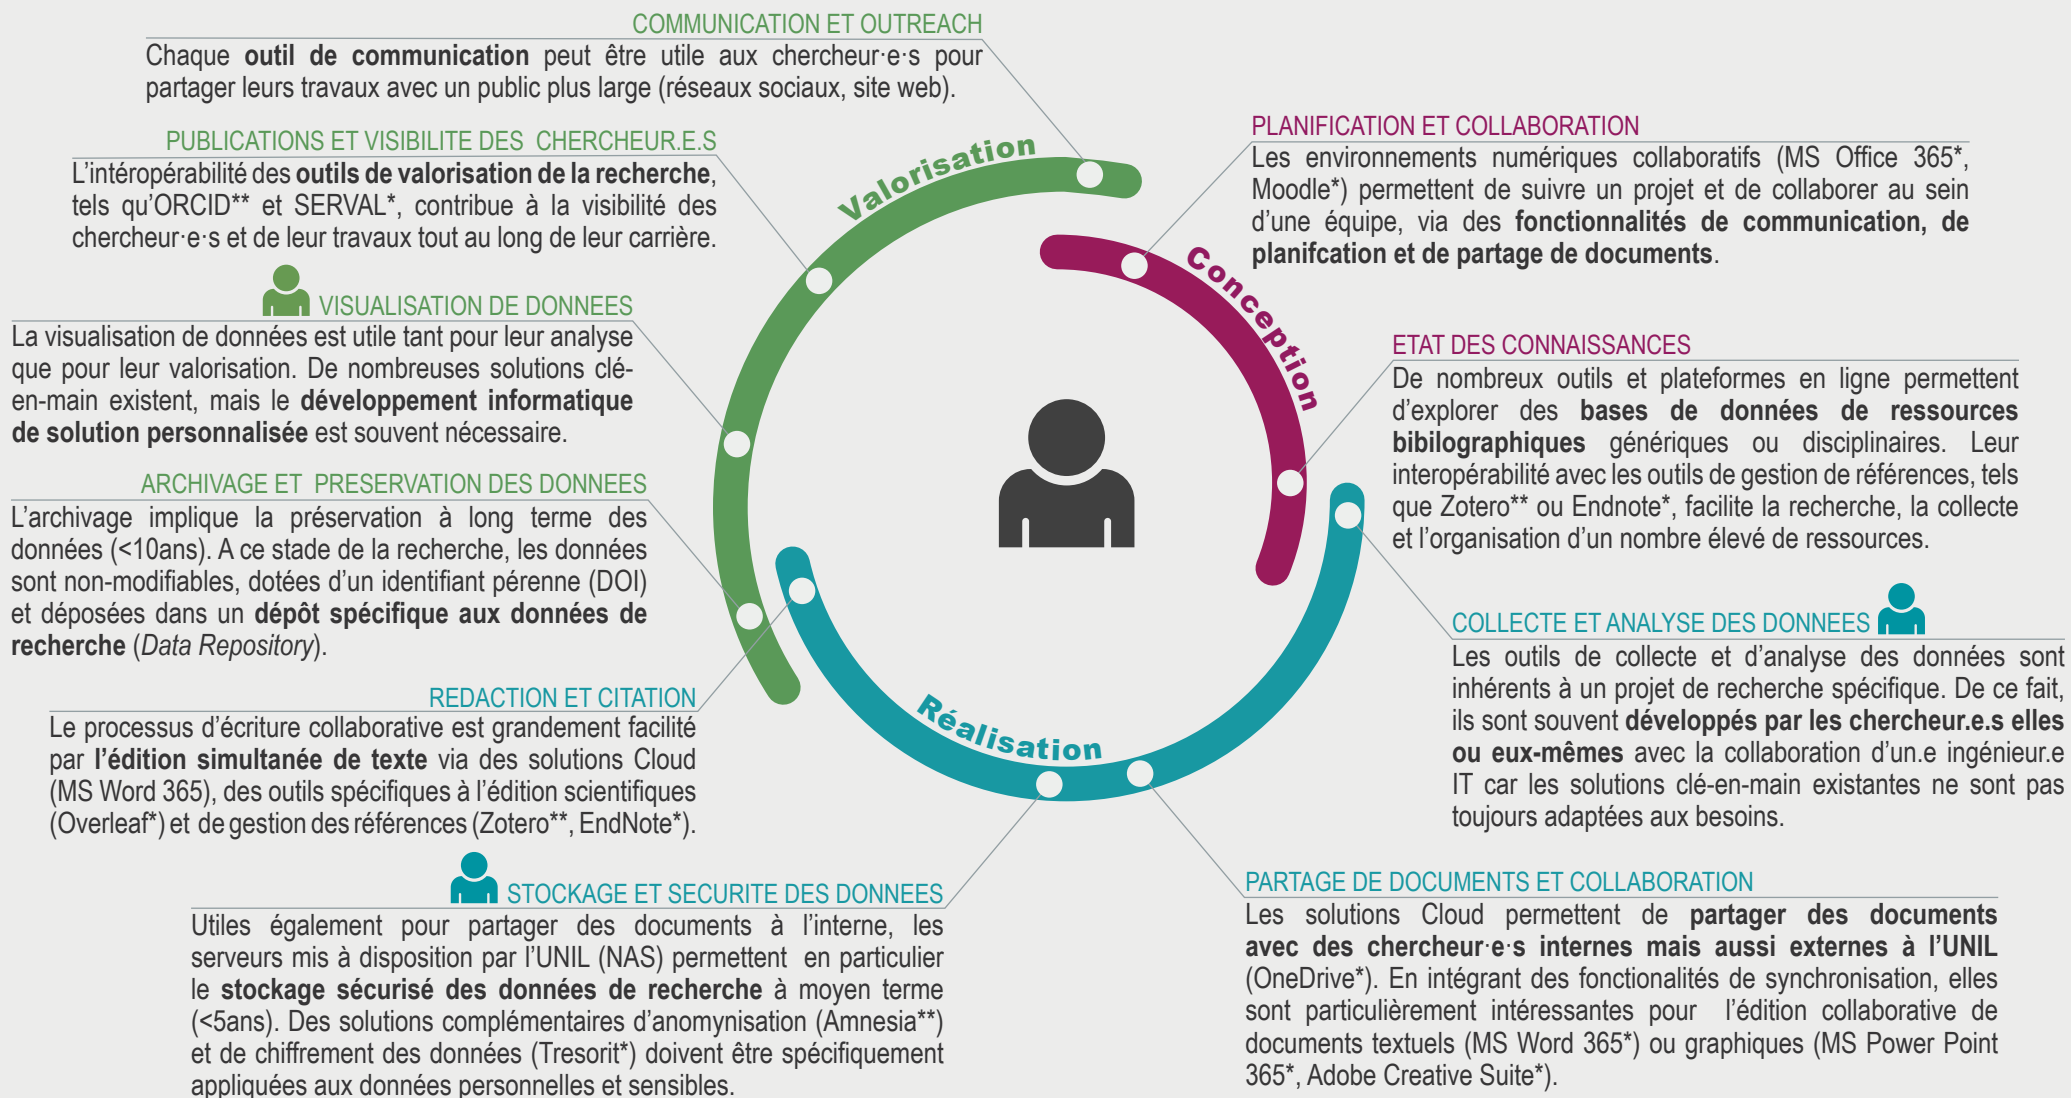 COMMUNICATION ET OUTREACH
Chaque outil de communication peut être utile aux chercheur·e·s pour
partager leurs travaux avec un public plus large (réseaux sociaux, site web).
PUBLICATIONS ET VISIBILITE DES CHERCHEUR.E.S
L’intéropérabilité des outils de valorisation de la recherche,
tels qu’ORCID** et SERVAL*, contribue à la visibilité des
chercheur·e·s et de leur travaux tout au long de leur carrière.
VISUALISATION DE DONNEES
La visualisation de données est utile tant pour leur analyse
que pour leur valorisation. De nombreuses solutions clé-
en-main existent, mais le développement informatique
de solution personnalisée est souvent nécessaire.
ARCHIVAGE ET PRESERVATION DES DONNEES
L’archivage implique la préservation à long terme des
données (<10ans). A ce stade de la recherche, les données
sont non-modifiables, dotées d’un identifiant pérenne (DOI)
et déposées dans un dépôt spécifique aux données de
recherche (Data Repository).
REDACTION ET CITATION
Le processus d’écriture collaborative est grandement facilité
par l’édition simultanée de texte via des solutions Cloud
(MS Word 365), des outils spécifiques à l’édition scientifiques
(Overleaf*) et de gestion des références (Zotero**, EndNote*).
STOCKAGE ET SECURITE DES DONNEES
Utiles également pour partager des documents à l’interne, les
serveurs mis à disposition par l’UNIL (NAS) permettent en particulier
le stockage sécurisé des données de recherche à moyen terme
(<5ans). Des solutions complémentaires d’anomynisation (Amnesia**)
et de chiffrement des données (Tresorit*) doivent être spécifiquement
appliquées aux données personnelles et sensibles.
Valorisation
Conception
Réalisation
PLANIFICATION ET COLLABORATION
Les environnements numériques collaboratifs (MS Office 365*,
Moodle*) permettent de suivre un projet et de collaborer au sein
d’une équipe, via des fonctionnalités de communication, de
planifcation et de partage de documents.
ETAT DES CONNAISSANCES
De nombreux outils et plateformes en ligne permettent
d’explorer des bases de données de ressources
bibilographiques génériques ou disciplinaires. Leur
interopérabilité avec les outils de gestion de références, tels
que Zotero** ou Endnote*, facilite la recherche, la collecte
et l’organisation d’un nombre élevé de ressources.
COLLECTE ET ANALYSE DES DONNEES
Les outils de collecte et d’analyse des données sont
inhérents à un projet de recherche spécifique. De ce fait,
ils sont souvent développés par les chercheur.e.s elles
ou eux-mêmes avec la collaboration d’un.e ingénieur.e
IT car les solutions clé-en-main existantes ne sont pas
toujours adaptées aux besoins.
PARTAGE DE DOCUMENTS ET COLLABORATION
Les solutions Cloud permettent de partager des documents
avec des chercheur·e·s internes mais aussi externes à l’UNIL
(OneDrive*). En intégrant des fonctionalités de synchronisation, elles
sont particulièrement intéressantes pour l’édition collaborative de
documents textuels (MS Word 365*) ou graphiques (MS Power Point
365*, Adobe Creative Suite*).